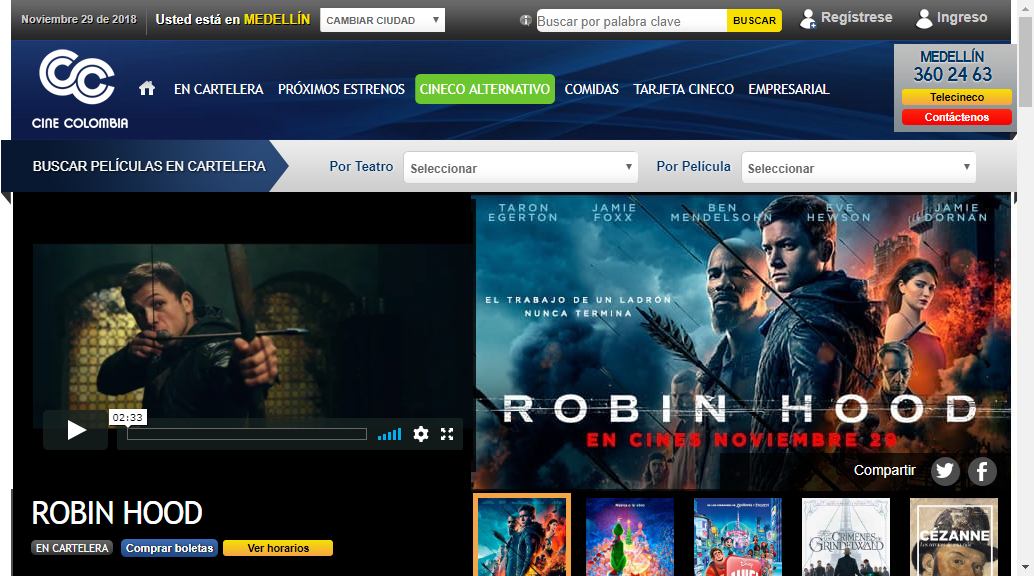 Noviembre 29 de 2018
Usted está en MEDELLÍN
CAMBIAR CIUDAD
Buscar por palabra clave
BUSCAR
Regístrese
Ingreso
CINE COLOMBIA
EN CARTELERA
PRÓXIMOS ESTRENOS
CINECO ALTERNATIVO
COMIDAS
TARJETA CINECO
EMPRESARIAL
MEDELLÍN
360 24 63
Telecineco
Contáctenos
BUSCAR PELÍCULAS EN CARTELERA
Por Teatro
Seleccionar
Por Película
Seleccionar
TARON EGERTON
JAMIE FOXX
BEN MENDELSOHN
EVE HEWSON
JAMIE DORNAN
EL TRABAJO DE UN LADRÓN
NUNCA TERMINA
ROBIN HOOD
EN CINES NOVIEMBRE 29
02:33
Compartir
ROBIN HOOD
EN CARTELERA
Comprar boletas
Ver horarios
CRÍMENES
GRINDELWALD
CÉZANNE